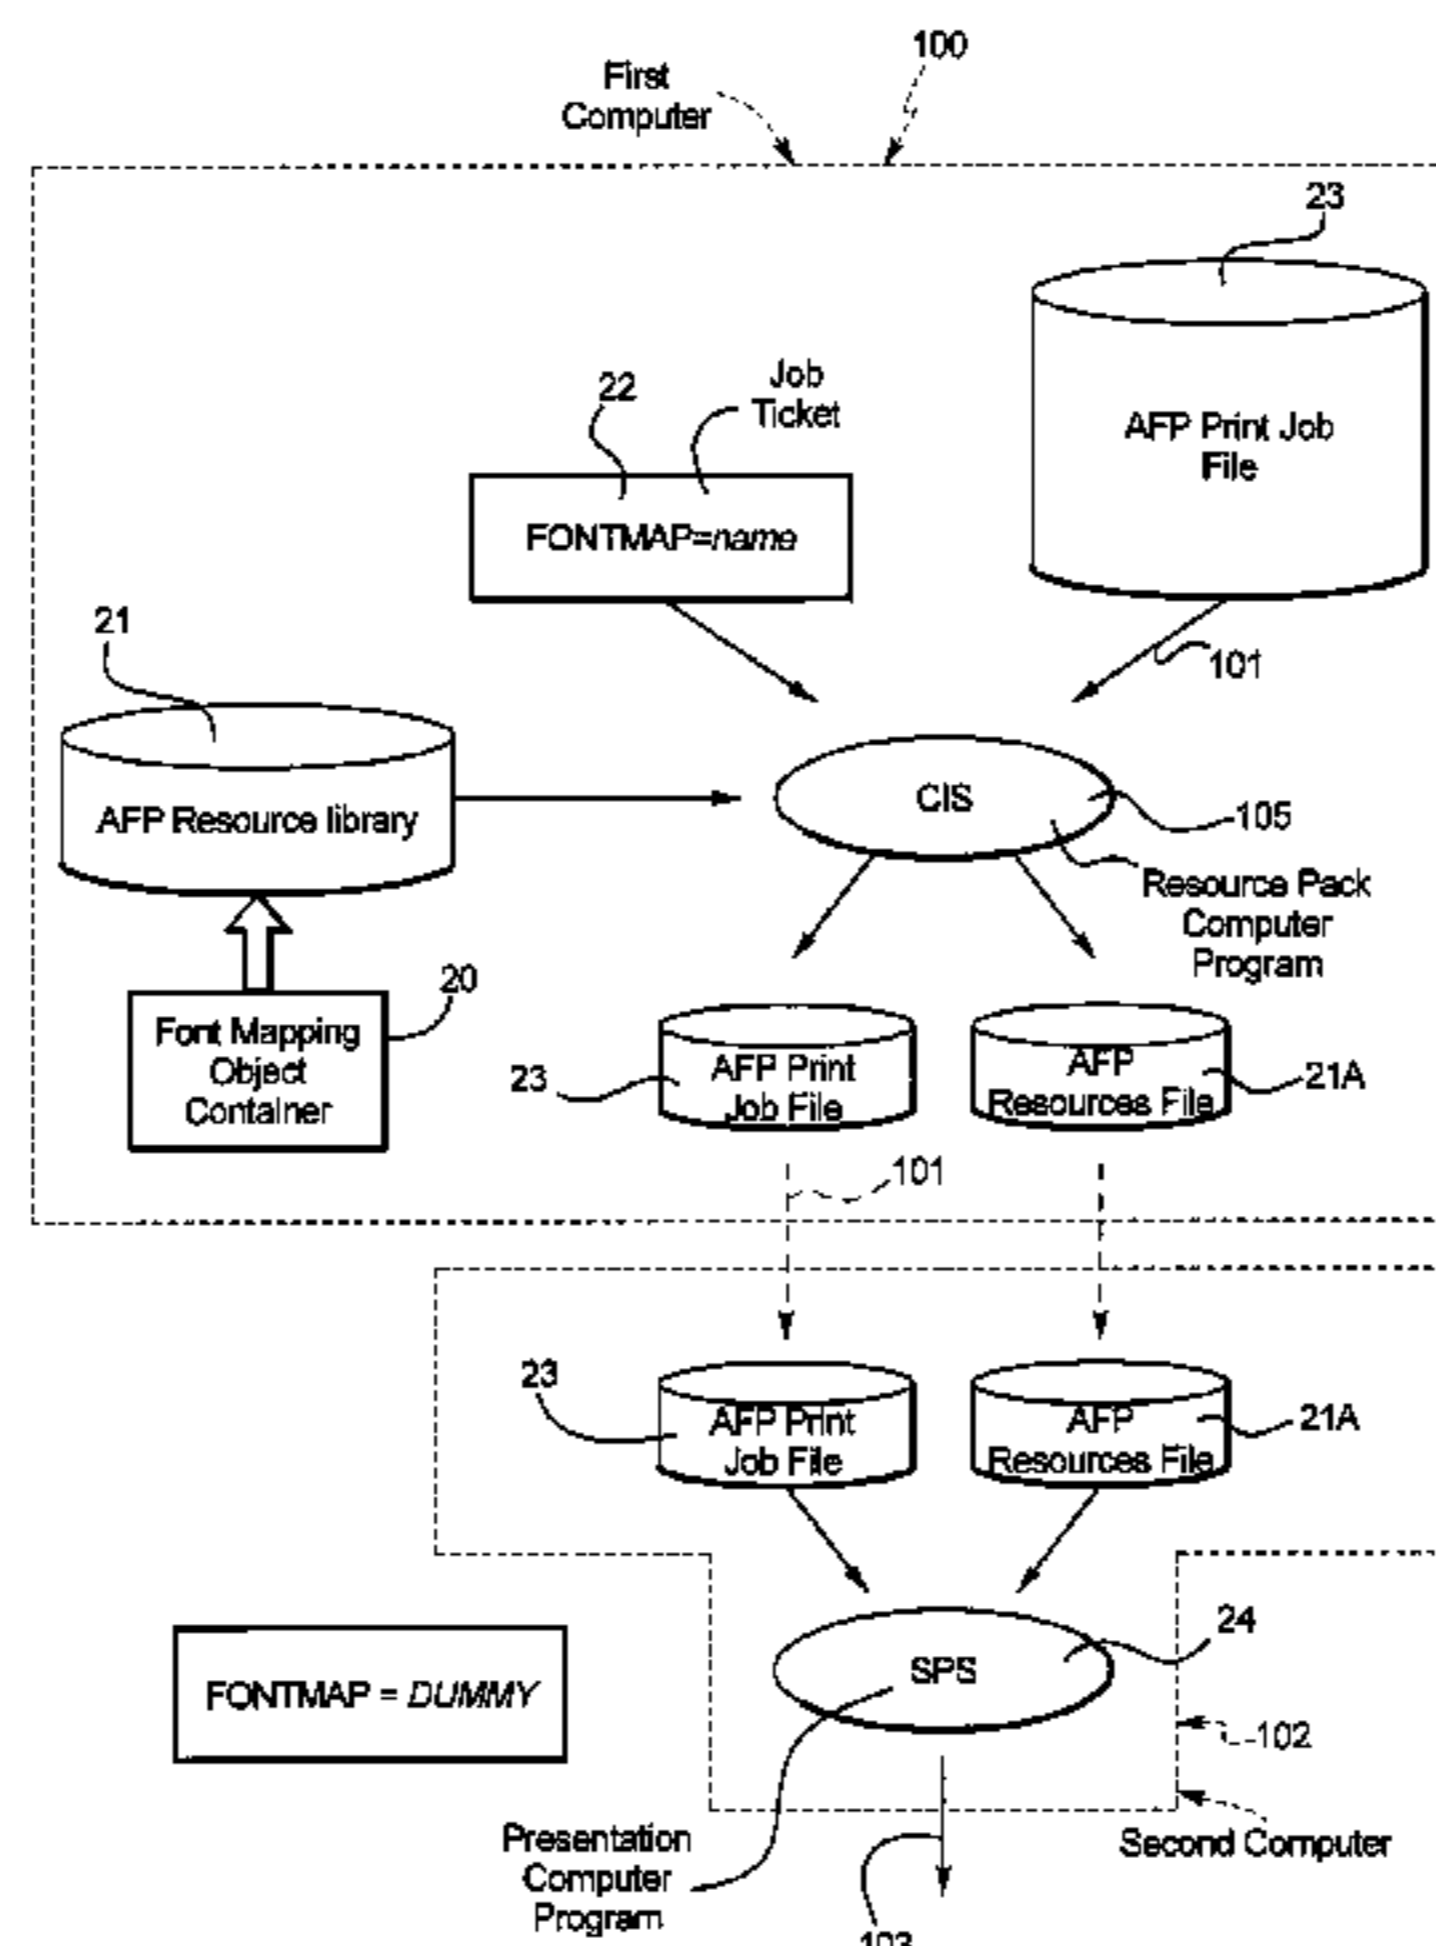 100
First
Computer
23
Job
Ticket
22
AFP Print Job
File
FONTMAP=name
21
101
AFP Resource library
CIS
105
Resource Pack
Computer
Program
20
Font Mapping
Object
Container
23
AFP Print
Job File
AFP
Resources File
21A
101
23
AFP Print
Job File
AFP
Resources File
21A
24
SPS
FONTMAP = DUMMY
102
Second Computer
Presentation
Computer
Program
103